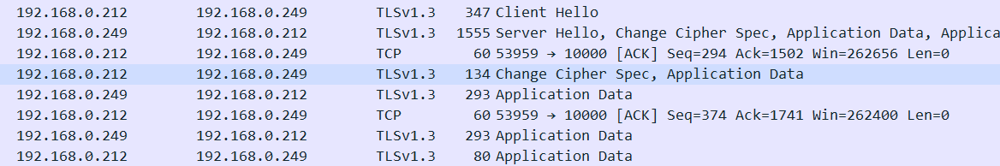 192.168.0.212 192.168.0.249 TLSv1.3 347 Client Hello
192.168.0.249 192.168.0.212 TLSv1.3 1555 Server Hello, Change Cipher Spec, Application Data, Applica
192.168.0.212 192.168.0.249 TCP 60 53959 → 10000 [ACK] Seq=294 Ack=1502 Win=262656 Len=0
192.168.0.212 192.168.0.249 TLSv1.3 134 Change Cipher Spec, Application Data
192.168.0.249 192.168.0.212 TLSv1.3 293 Application Data
192.168.0.212 192.168.0.249 TCP 60 53959 → 10000 [ACK] Seq=374 Ack=1741 Win=262400 Len=0
192.168.0.249 192.168.0.212 TLSv1.3 293 Application Data
192.168.0.212 192.168.0.249 TLSv1.3 80 Application Data